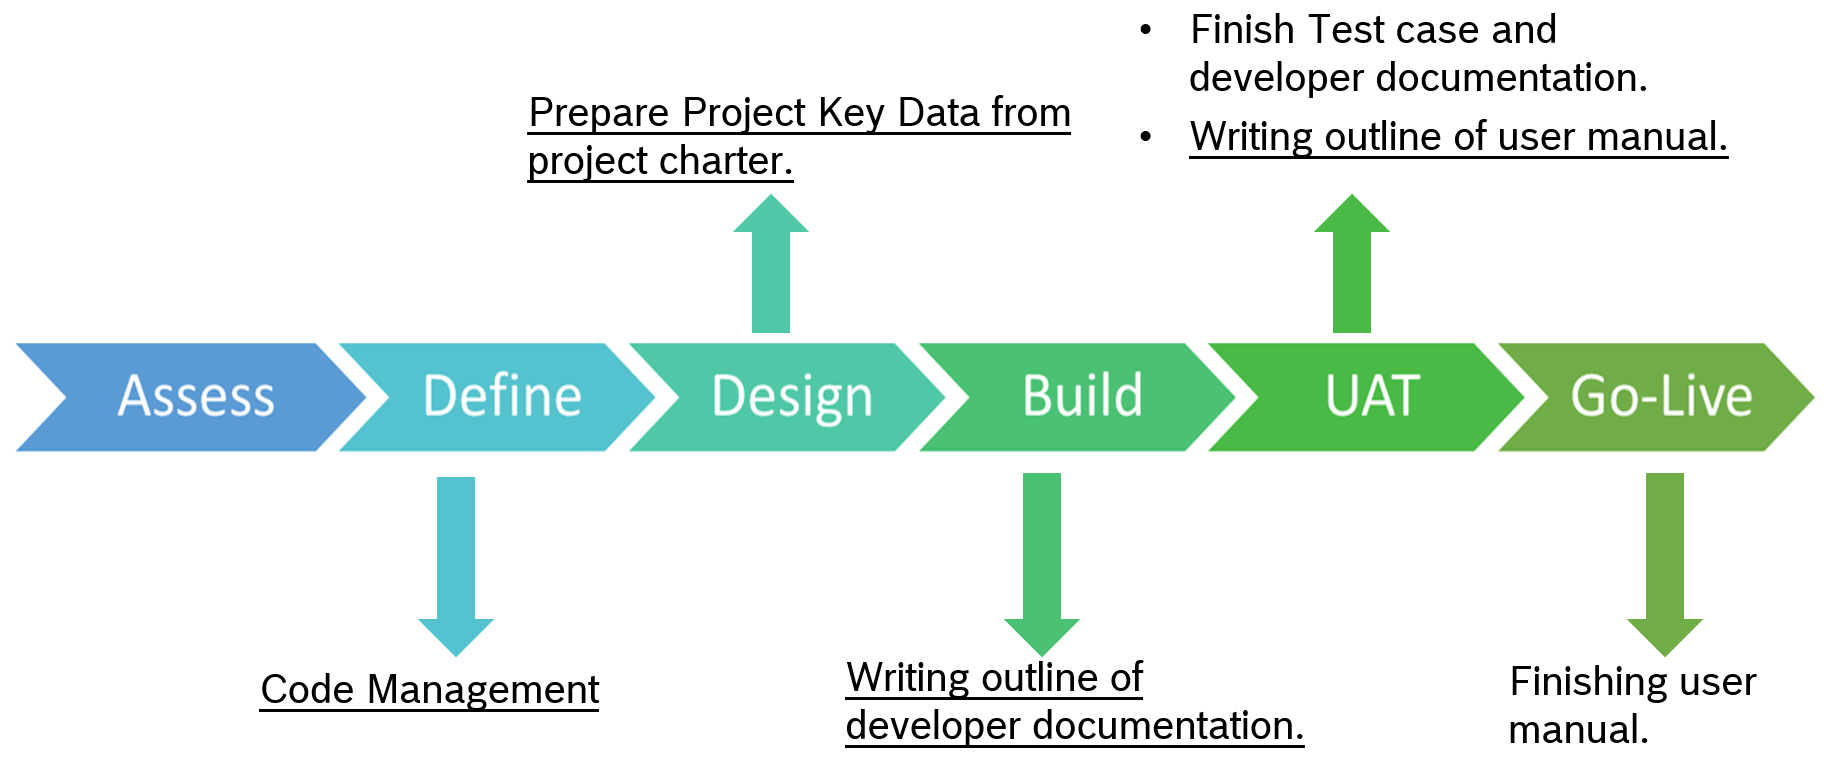 • Finish Test case and
developer documentation.
• Writing outline of user manual.
Prepare Project Key Data from
project charter.
Assess
Define
Design
Build
UAT
Go-Live
Code Management
Writing outline of
developer documentation.
Finishing user
manual.